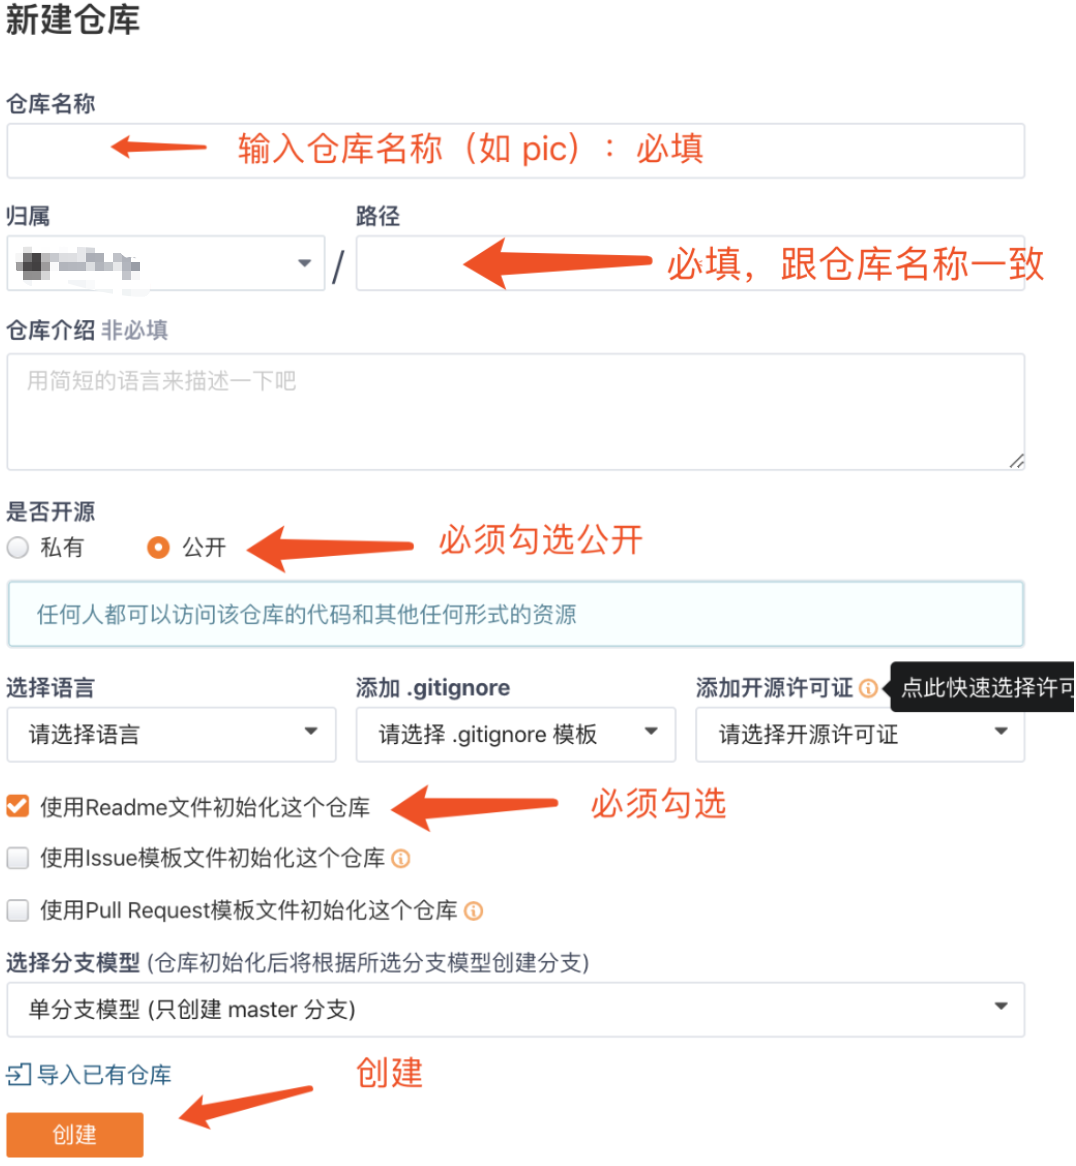 新建仓库
仓库名称
输入仓库名称（如 pic）：必填
归属 路径
/ 必填，跟仓库名称一致
仓库介绍 非必填
用简短的语言来描述一下吧
是否开源
私有 公开 必须勾选公开
任何人都可以访问该仓库的代码和其他任何形式的资源
选择语言 添加 .gitignore 添加开源许可证 点此快速选择许可
请选择语言 请选择 .gitignore 模板 请选择开源许可证
使用Readme文件初始化这个仓库 必须勾选
使用Issue模板文件初始化这个仓库
使用Pull Request模板文件初始化这个仓库
选择分支模型 (仓库初始化后将根据所选分支模型创建分支)
单分支模型 (只创建 master 分支)
导入已有仓库 创建
创建